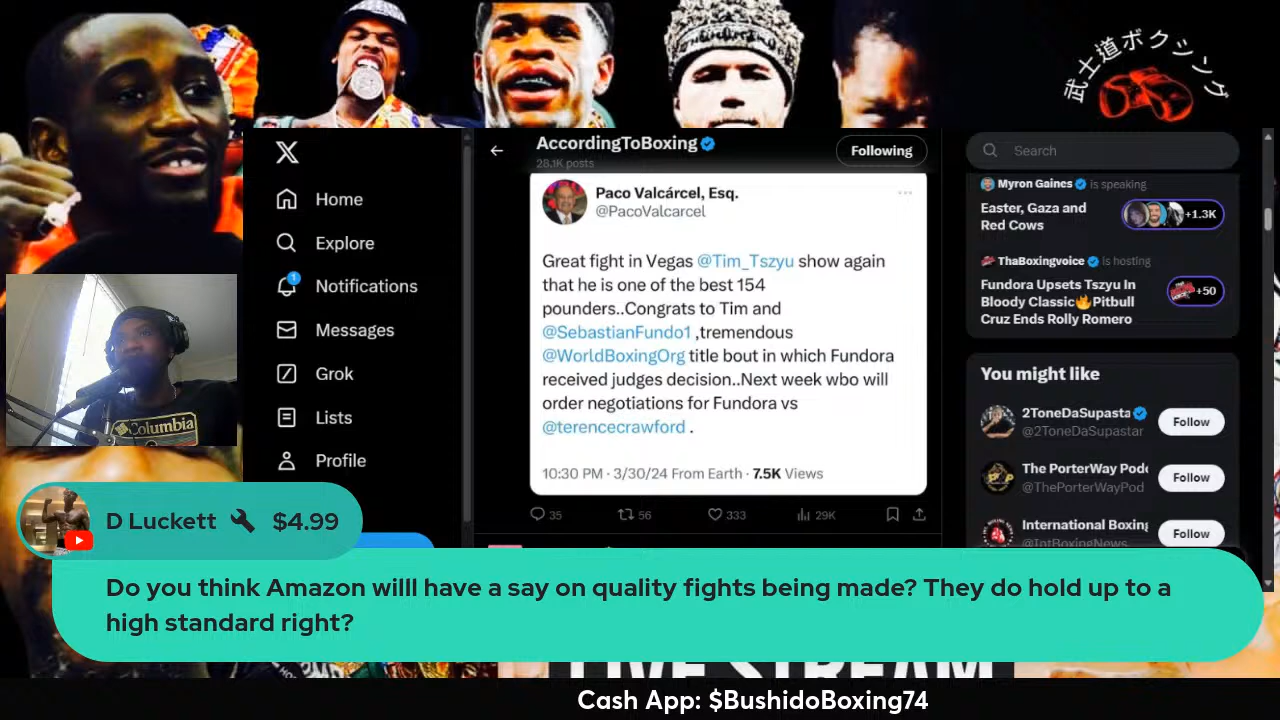 武士道ボクシング
AccordingToBoxing
28.1K posts
Following
Search
Home
Explore
1
Notifications
Messages
Grok
Lists
Profile
Paco Valcárcel, Esq.
@PacoValcarcel
Great fight in Vegas @Tim_Tszyu show again
that he is one of the best 154
pounders..Congrats to Tim and
@SebastianFundo1 ,tremendous
@WorldBoxingOrg title bout in which Fundora
received judges decision..Next week wbo will
order negotiations for Fundora vs
@terencecrawford .
10:30 PM · 3/30/24 From Earth · 7.5K Views
35 56 333 29K
Myron Gaines is speaking
Easter, Gaza and
Red Cows
+1.3K
ThaBoxingvoice is hosting
Fundora Upsets Tszyu In
Bloody Classic🔥Pitbull
Cruz Ends Rolly Romero
+50
You might like
2ToneDaSupasta
@2ToneDaSupastar
Follow
The PorterWay Pod
@ThePorterWayPod
Follow
International Boxing
@IntBoxingNews
Follow
Columbia
D Luckett $4.99
Do you think Amazon willl have a say on quality fights being made? They do hold up to a
high standard right?
LIVE STREAM
Cash App: $BushidoBoxing74